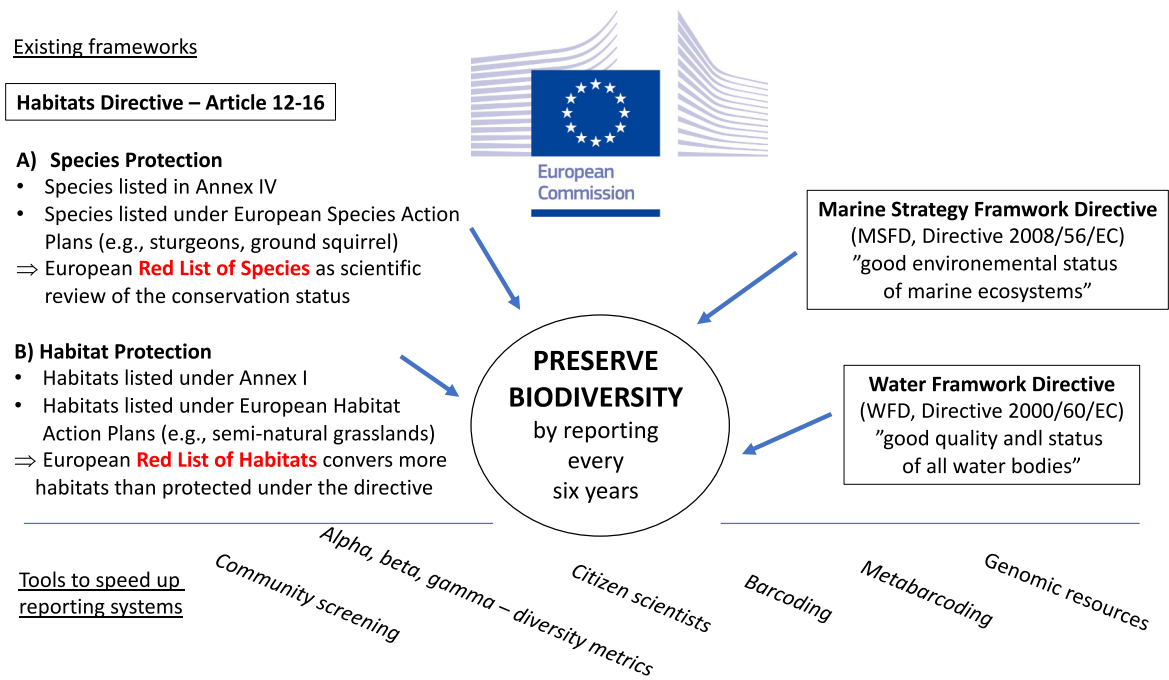 Existing frameworks
Habitats Directive – Article 12-16
A) Species Protection
• Species listed in Annex IV
• Species listed under European Species Action
Plans (e.g., sturgeons, ground squirrel)
⇒ European Red List of Species as scientific
review of the conservation status
B) Habitat Protection
• Habitats listed under Annex I
• Habitats listed under European Habitat
Action Plans (e.g., semi-natural grasslands)
⇒ European Red List of Habitats convers more
habitats than protected under the directive
European
Commission
PRESERVE
BIODIVERSITY
by reporting
every
six years
Marine Strategy Framwork Directive
(MSFD, Directive 2008/56/EC)
”good environemental status
of marine ecosystems”
Water Framwork Directive
(WFD, Directive 2000/60/EC)
”good quality andl status
of all water bodies”
Tools to speed up
reporting systems
Community screening
Alpha, beta, gamma – diversity metrics
Citizen scientists
Barcoding
Metabarcoding
Genomic resources